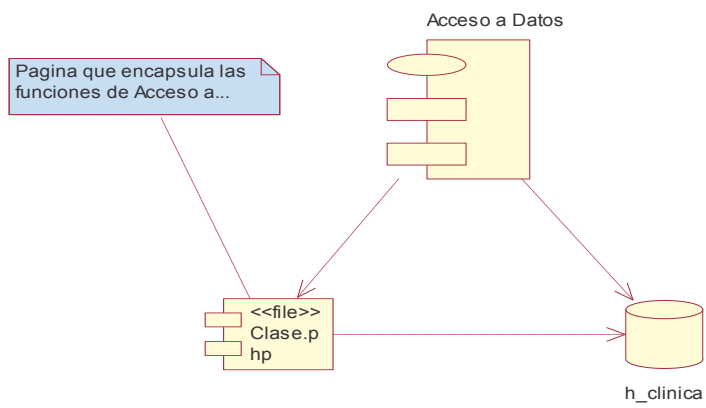 Acceso a Datos
Pagina que encapsula las
funciones de Acceso a...
<<file>>
Clase.p
hp
h_clinica